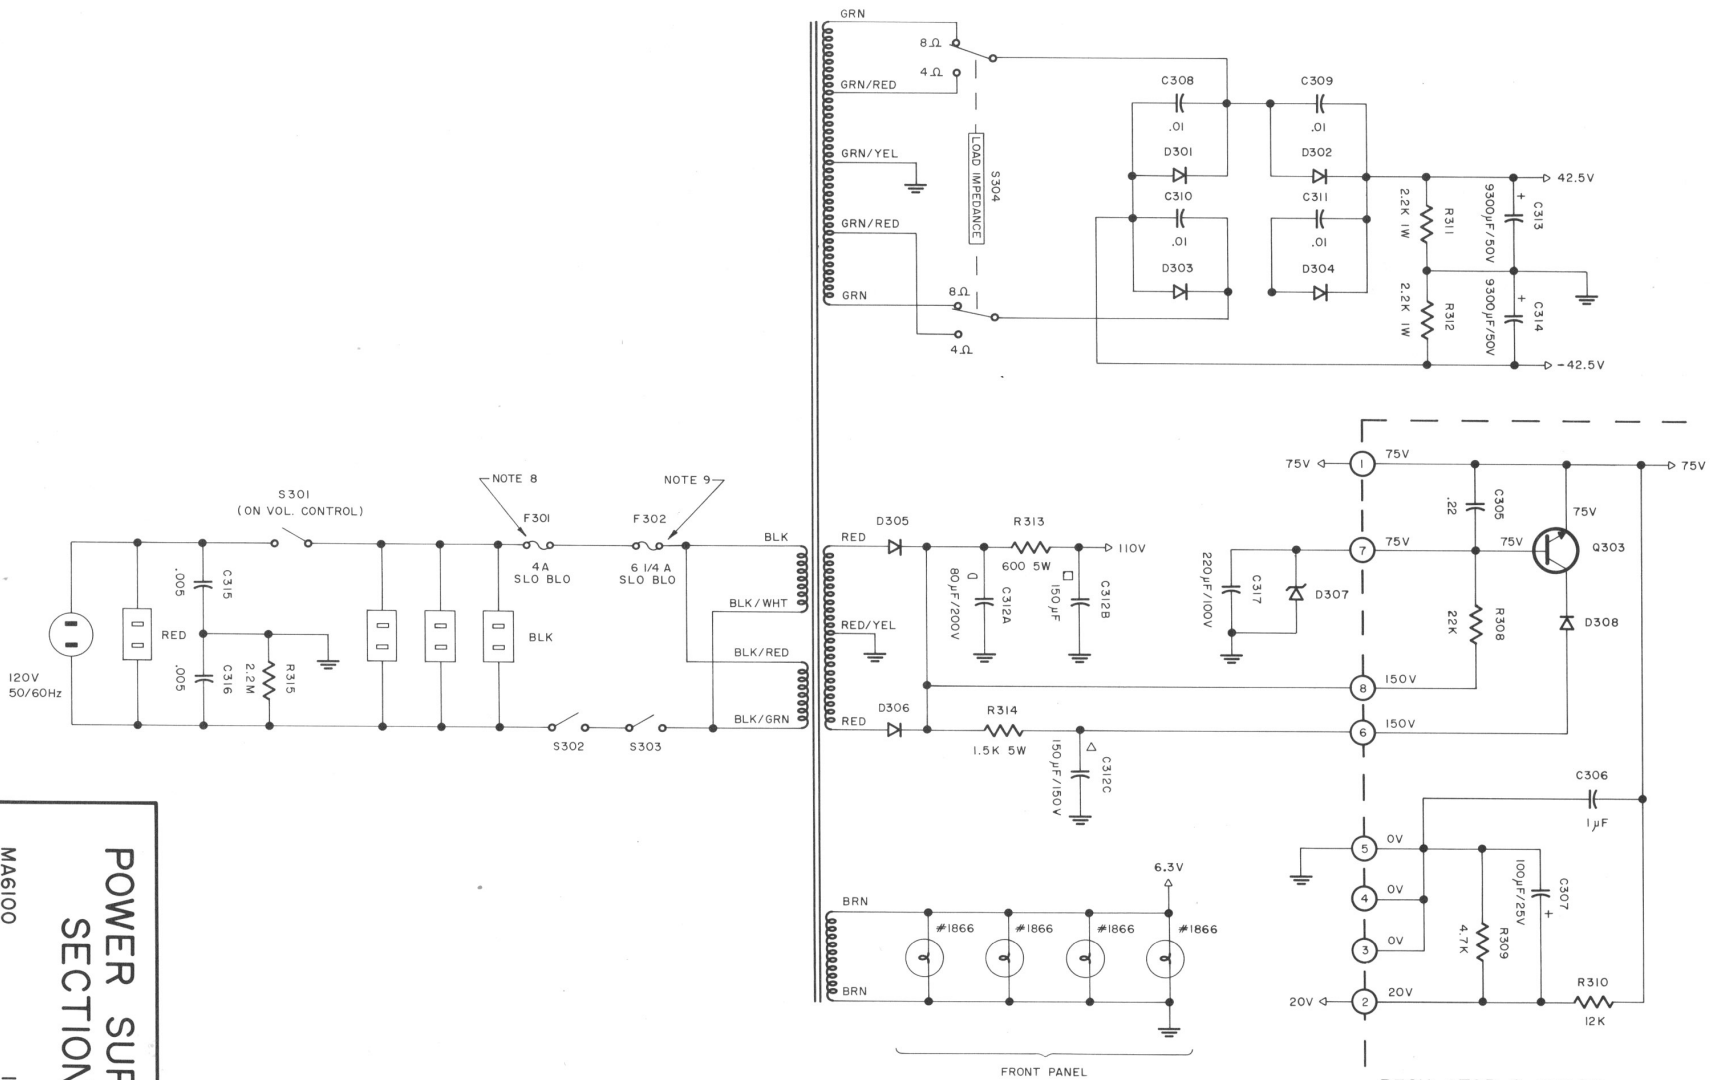 GRN
8Ω
4Ω
GRN/RED
GRN/YEL
GRN/RED
GRN
8Ω
4Ω
S304
LOAD IMPEDANCE
C308
.01
D301
C309
.01
D302
C310
.01
D303
C311
.01
D304
42.5V
R311
2.2K 1W
C313
+
9300µF/50V
R312
2.2K 1W
C314
+
9300µF/50V
-42.5V
S301
(ON VOL. CONTROL)
NOTE 8
F301
4A
SLO BLO
NOTE 9
F302
6 1/4 A
SLO BLO
120V
50/60Hz
RED
C315
.005
C316
.005
R315
2.2M
BLK
S302
S303
BLK
BLK/WHT
BLK/RED
BLK/GRN
RED
RED/YEL
RED
D305
R313
600 5W
110V
C312A
80µF/200V
C312B
150µF
D306
R314
1.5K 5W
C312C
150µF/150V
C317
220µF/100V
D307
75V
1
75V
75V
C305
.22
75V
7
75V
75V
Q303
R308
22K
D308
8
150V
6
150V
C306
1µF
5
0V
4
0V
3
0V
2
20V
20V
C307
+
100µF/25V
R309
4.7K
R310
12K
BRN
BRN
6.3V
#1866
#1866
#1866
#1866
FRONT PANEL
POWER SUP
SECTION
MA6100